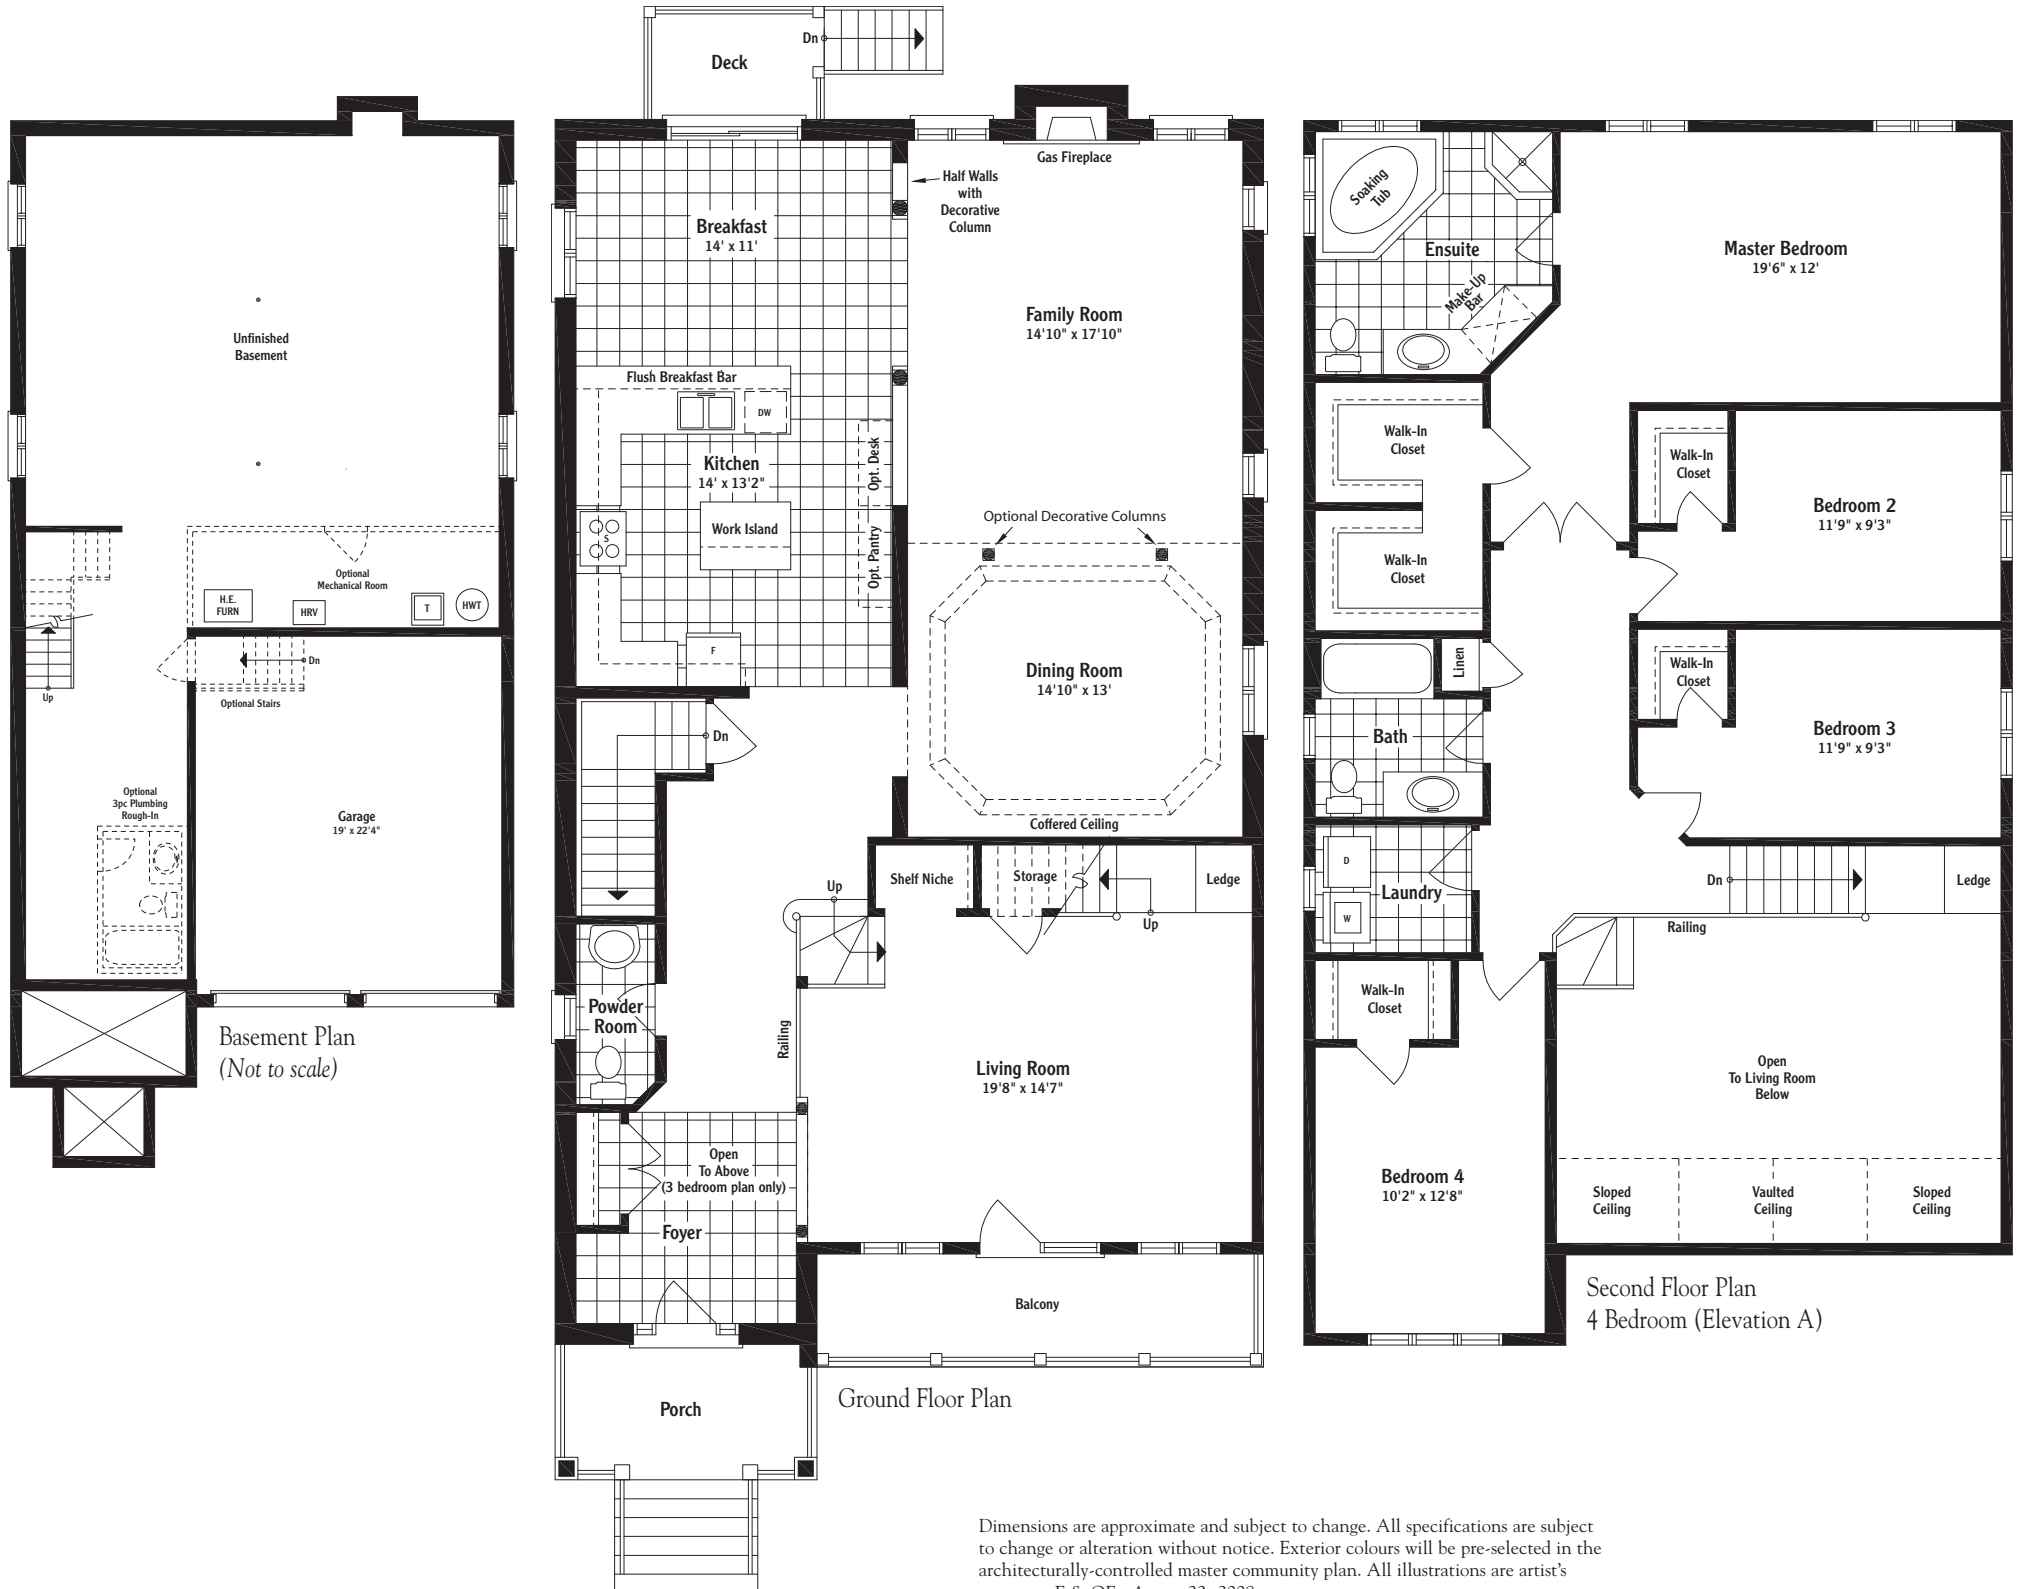 Unfinished
Basement
Optional
Mechanical Room
H.E.
FURN
HRV
T
HWT
Up
Dn
Optional Stairs
Optional
3pc Plumbing
Rough-In
Garage
19' x 22'4"
Basement Plan
(Not to scale)
Deck
Dn
Gas Fireplace
Half Walls
with
Decorative
Column
Breakfast
14' x 11'
Family Room
14'10" x 17'10"
Flush Breakfast Bar
DW
Kitchen
14' x 13'2"
Opt. Desk
Work Island
S
Opt. Pantry
F
Optional Decorative Columns
Dining Room
14'10" x 13'
Coffered Ceiling
Dn
Shelf Niche
Storage
Ledge
Up
Up
Powder
Room
Railing
Living Room
19'8" x 14'7"
Open
To Above
(3 bedroom plan only)
Foyer
Balcony
Porch
Ground Floor Plan
Soaking
Tub
Ensuite
Make-Up
Bar
Master Bedroom
19'6" x 12'
Walk-In
Closet
Walk-In
Closet
Walk-In
Closet
Bedroom 2
11'9" x 9'3"
Linen
Walk-In
Closet
Bath
Bedroom 3
11'9" x 9'3"
D
Laundry
W
Dn
Ledge
Railing
Walk-In
Closet
Open
To Living Room
Below
Bedroom 4
10'2" x 12'8"
Sloped
Ceiling
Vaulted
Ceiling
Sloped
Ceiling
Second Floor Plan
4 Bedroom (Elevation A)
Dimensions are approximate and subject to change. All specifications are subject
to change or alteration without notice. Exterior colours will be pre-selected in the
architecturally-controlled master community plan. All illustrations are artist's